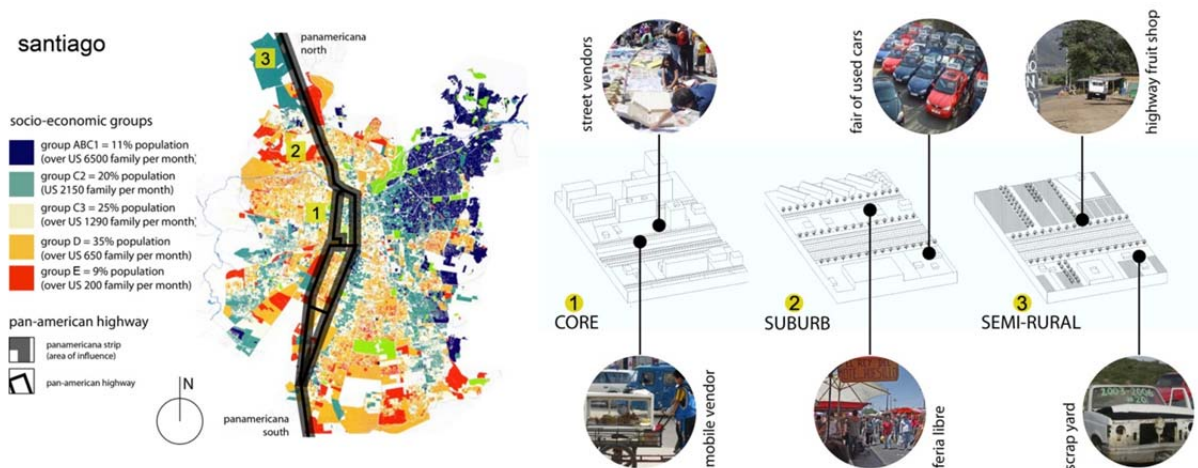 santiago
panamericana
north
3
2
1
socio-economic groups
group ABC1 = 11% population
(over US 6500 family per month)
group C2 = 20% population
(US 2150 family per month)
group C3 = 25% population
(over US 1290 family per month)
group D = 35% population
(over US 650 family per month)
group E = 9% population
(over US 200 family per month)
pan-american highway
panamericana strip
(area of influence)
pan-american highway
N
panamericana
south
street vendors
fair of used cars
highway fruit shop
1
CORE
2
SUBURB
3
SEMI-RURAL
mobile vendor
feria libre
scrap yard